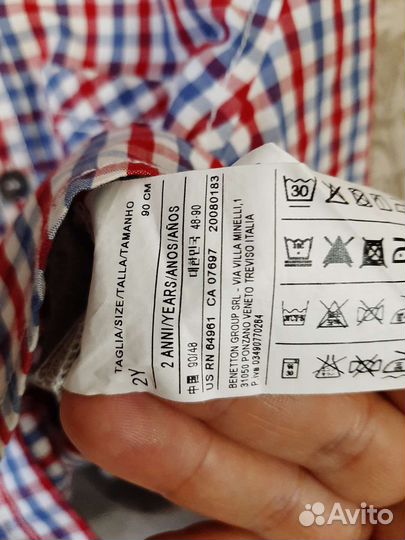 TAGLIA/SIZE/TALLA/TAMANHO
90 CM
2Y
2 ANNI/YEARS/ANOS/AÑOS
中國 90/48 대한민국 48-90
US RN 64961 CA 07697 20080183
BENETTON GROUP SRL - VIA VILLA MINELLI,1
31050 PONZANO VENETO TREVISO ITALIA
P. iva 03490770264
30
Avito